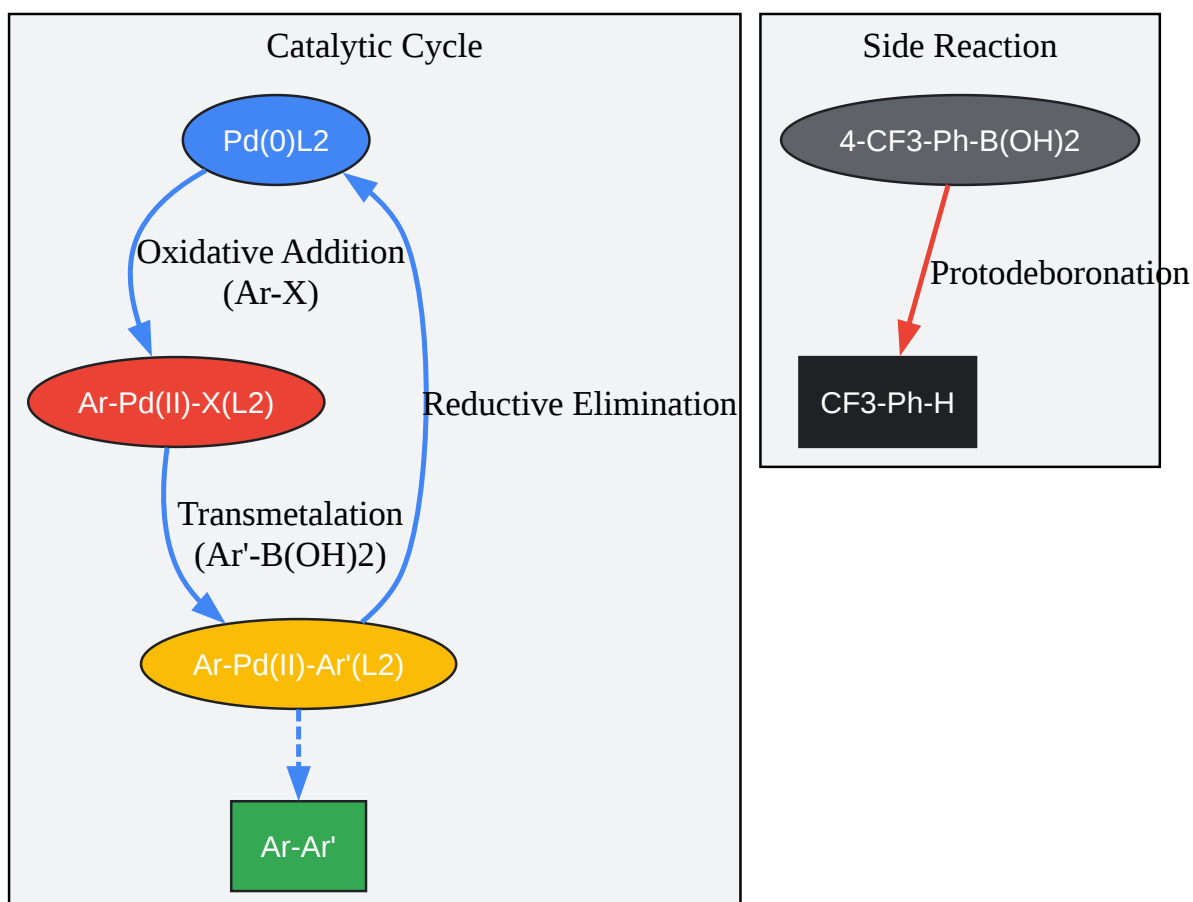 Catalytic Cycle
Pd(0)L2
Oxidative Addition
(Ar-X)
Ar-Pd(II)-X(L2)
Reductive Elimination
Transmetalation
(Ar'-B(OH)2)
Ar-Pd(II)-Ar'(L2)
Ar-Ar'
Side Reaction
4-CF3-Ph-B(OH)2
Protodeboronation
CF3-Ph-H